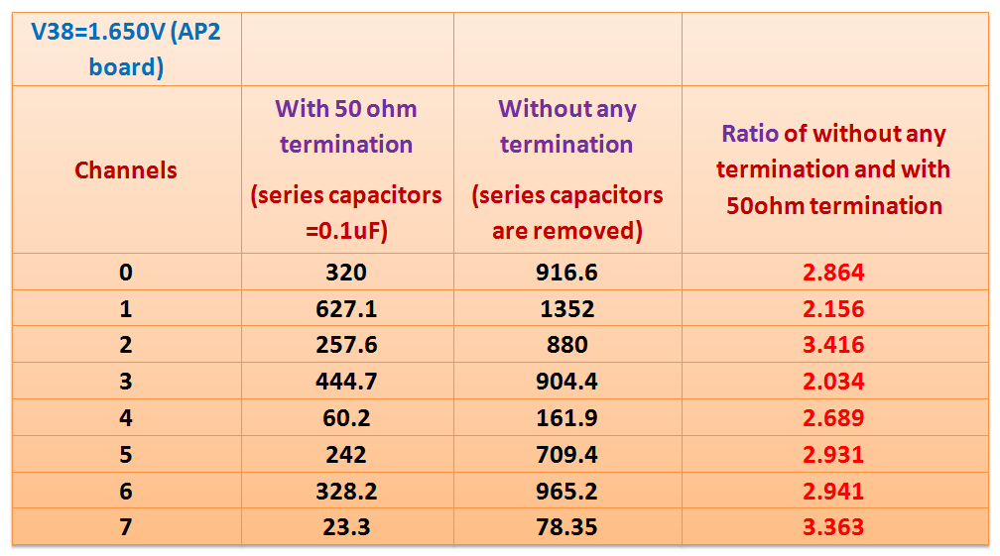 V38=1.650V (AP2
board)
With 50 ohm
termination
(series capacitors
=0.1uF)
Without any
termination
(series capacitors
are removed)
Ratio of without any
termination and with
50ohm termination
Channels
0 320 916.6 2.864
1 627.1 1352 2.156
2 257.6 880 3.416
3 444.7 904.4 2.034
4 60.2 161.9 2.689
5 242 709.4 2.931
6 328.2 965.2 2.941
7 23.3 78.35 3.363